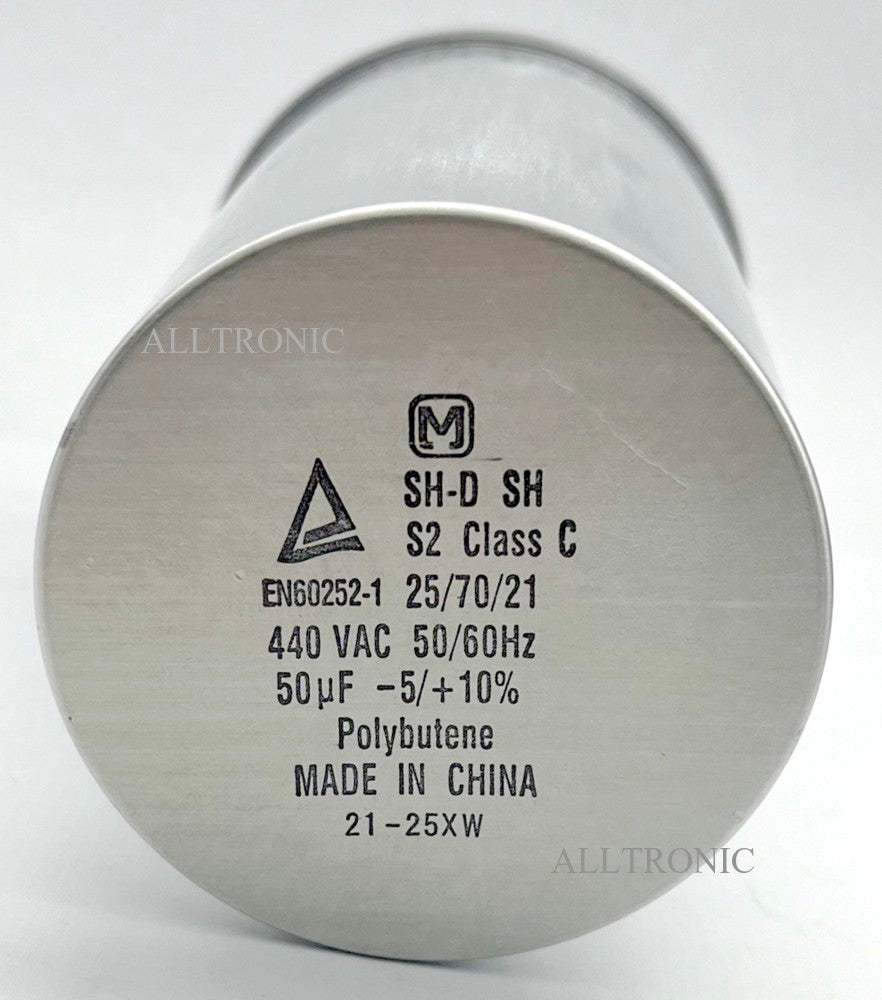 ALLTRONIC
M
SH-D SH
S2 Class C
EN60252-1 25/70/21
440 VAC 50/60Hz
50µF -5/+10%
Polybutene
MADE IN CHINA
21-25XW
ALLTRONIC